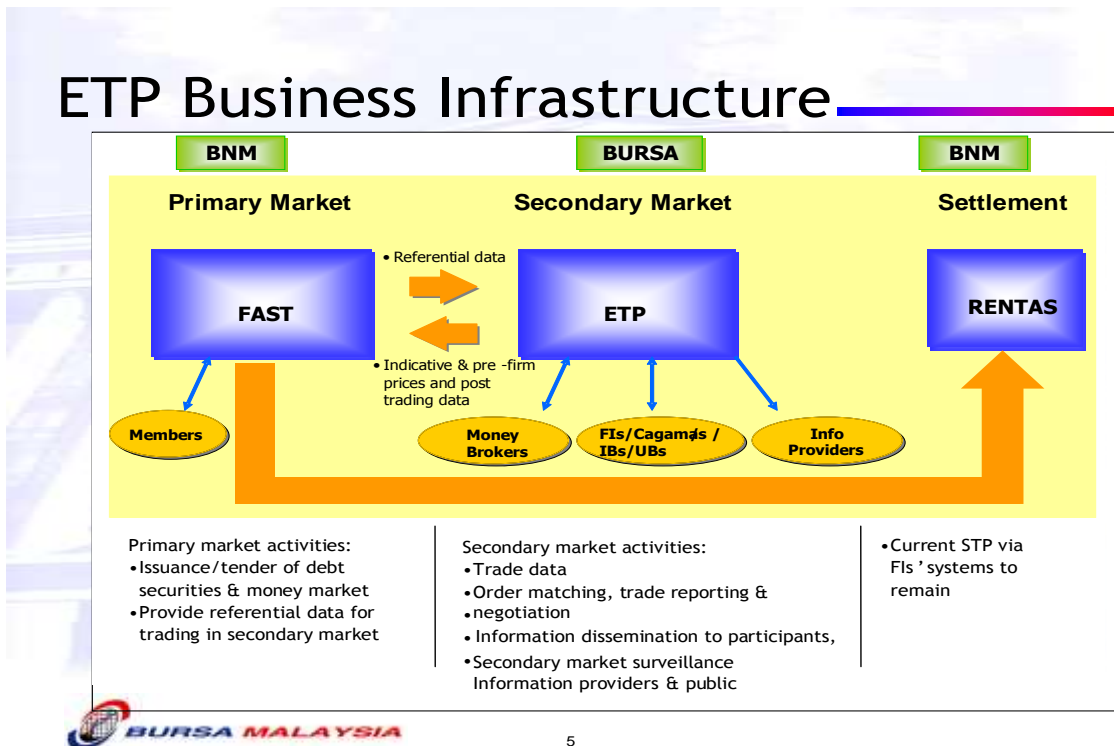 ETP Business Infrastructure
BNM
BURSA
BNM
Primary Market
Secondary Market
Settlement
• Referential data
FAST
ETP
RENTAS
• Indicative & pre -firm
prices and post
trading data
Members
Money
Brokers
FIs/Cagamas /
IBs/UBs
Info
Providers
Primary market activities:
•Issuance/tender of debt
securities & money market
•Provide referential data for
trading in secondary market
Secondary market activities:
•Trade data
•Order matching, trade reporting &
•negotiation
• Information dissemination to participants,
•Secondary market surveillance
Information providers & public
•Current STP via
FIs ’ systems to
remain
BURSA MALAYSIA
5